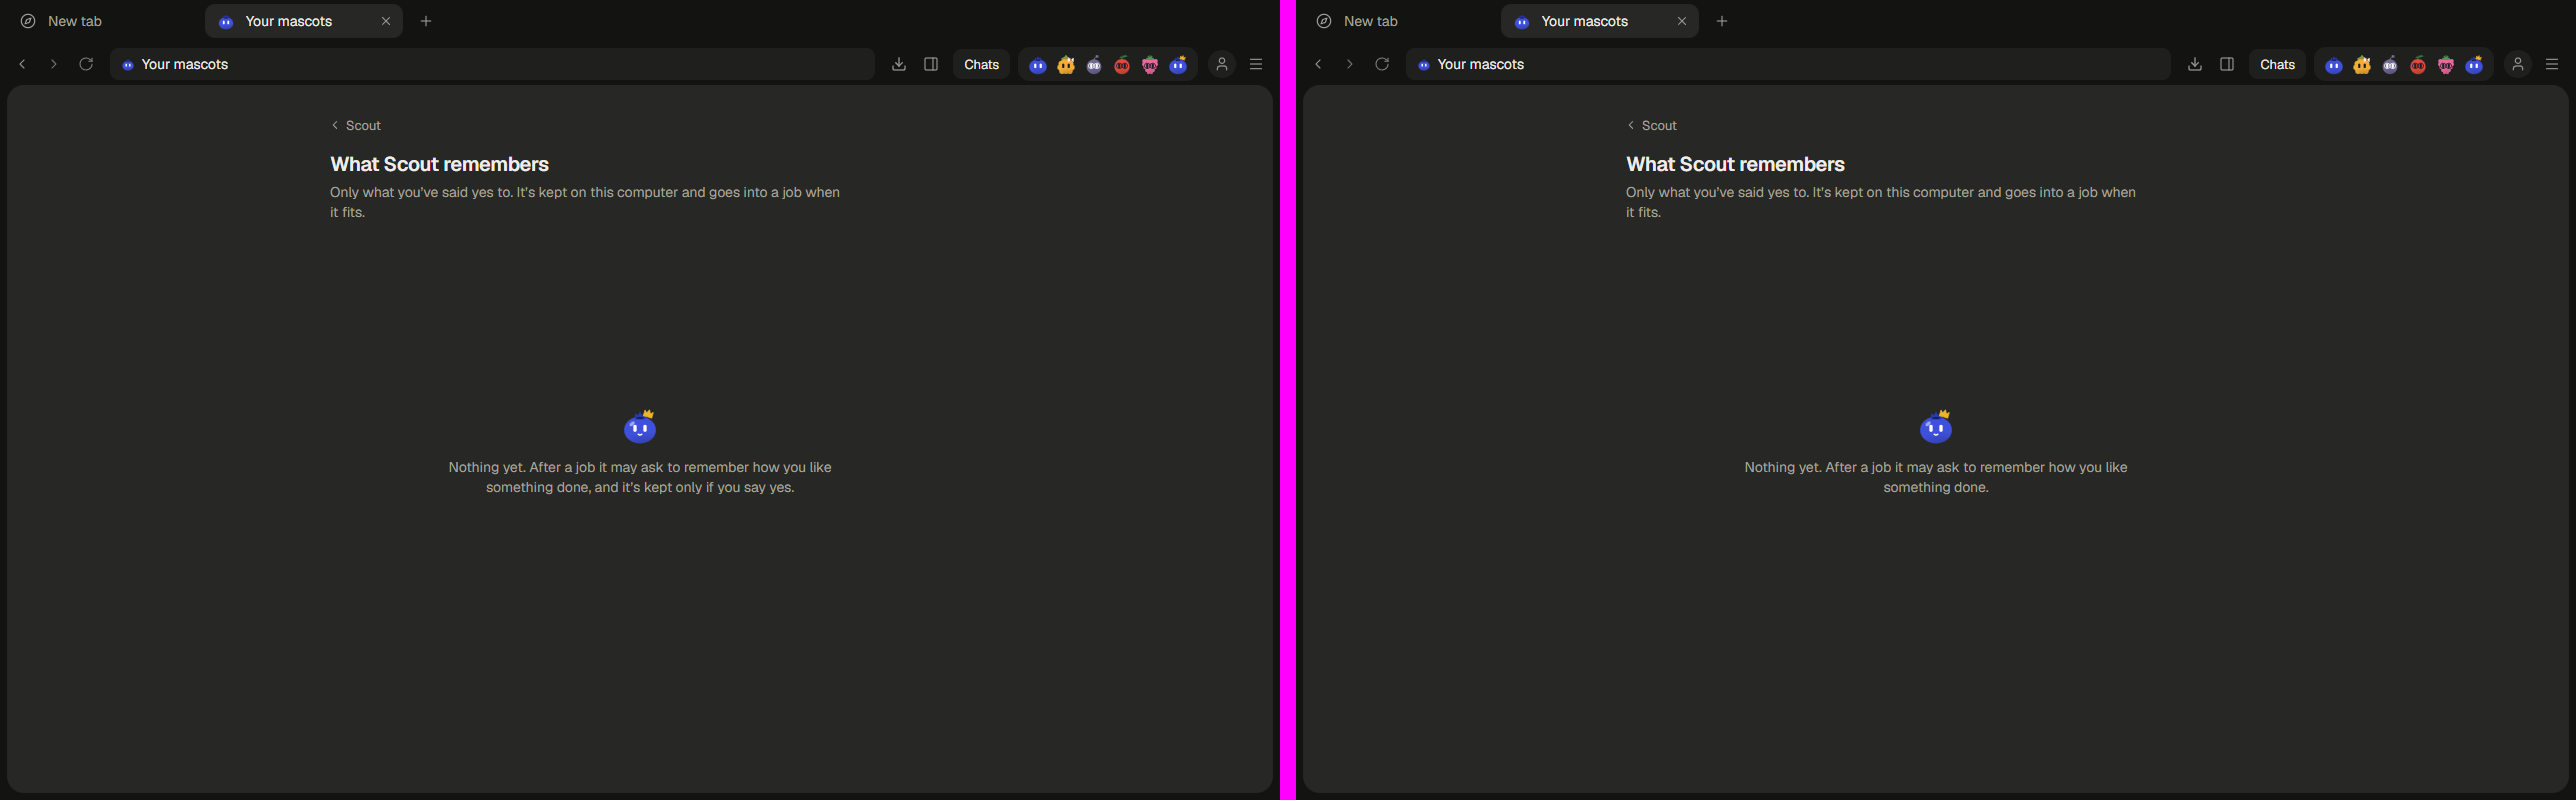 New tab
Your mascots
Your mascots
Chats
Scout
What Scout remembers
Only what you've said yes to. It's kept on this computer and goes into a job when
it fits.
Nothing yet. After a job it may ask to remember how you like
something done, and it's kept only if you say yes.
New tab
Your mascots
Your mascots
Chats
Scout
What Scout remembers
Only what you've said yes to. It's kept on this computer and goes into a job when
it fits.
Nothing yet. After a job it may ask to remember how you like
something done.